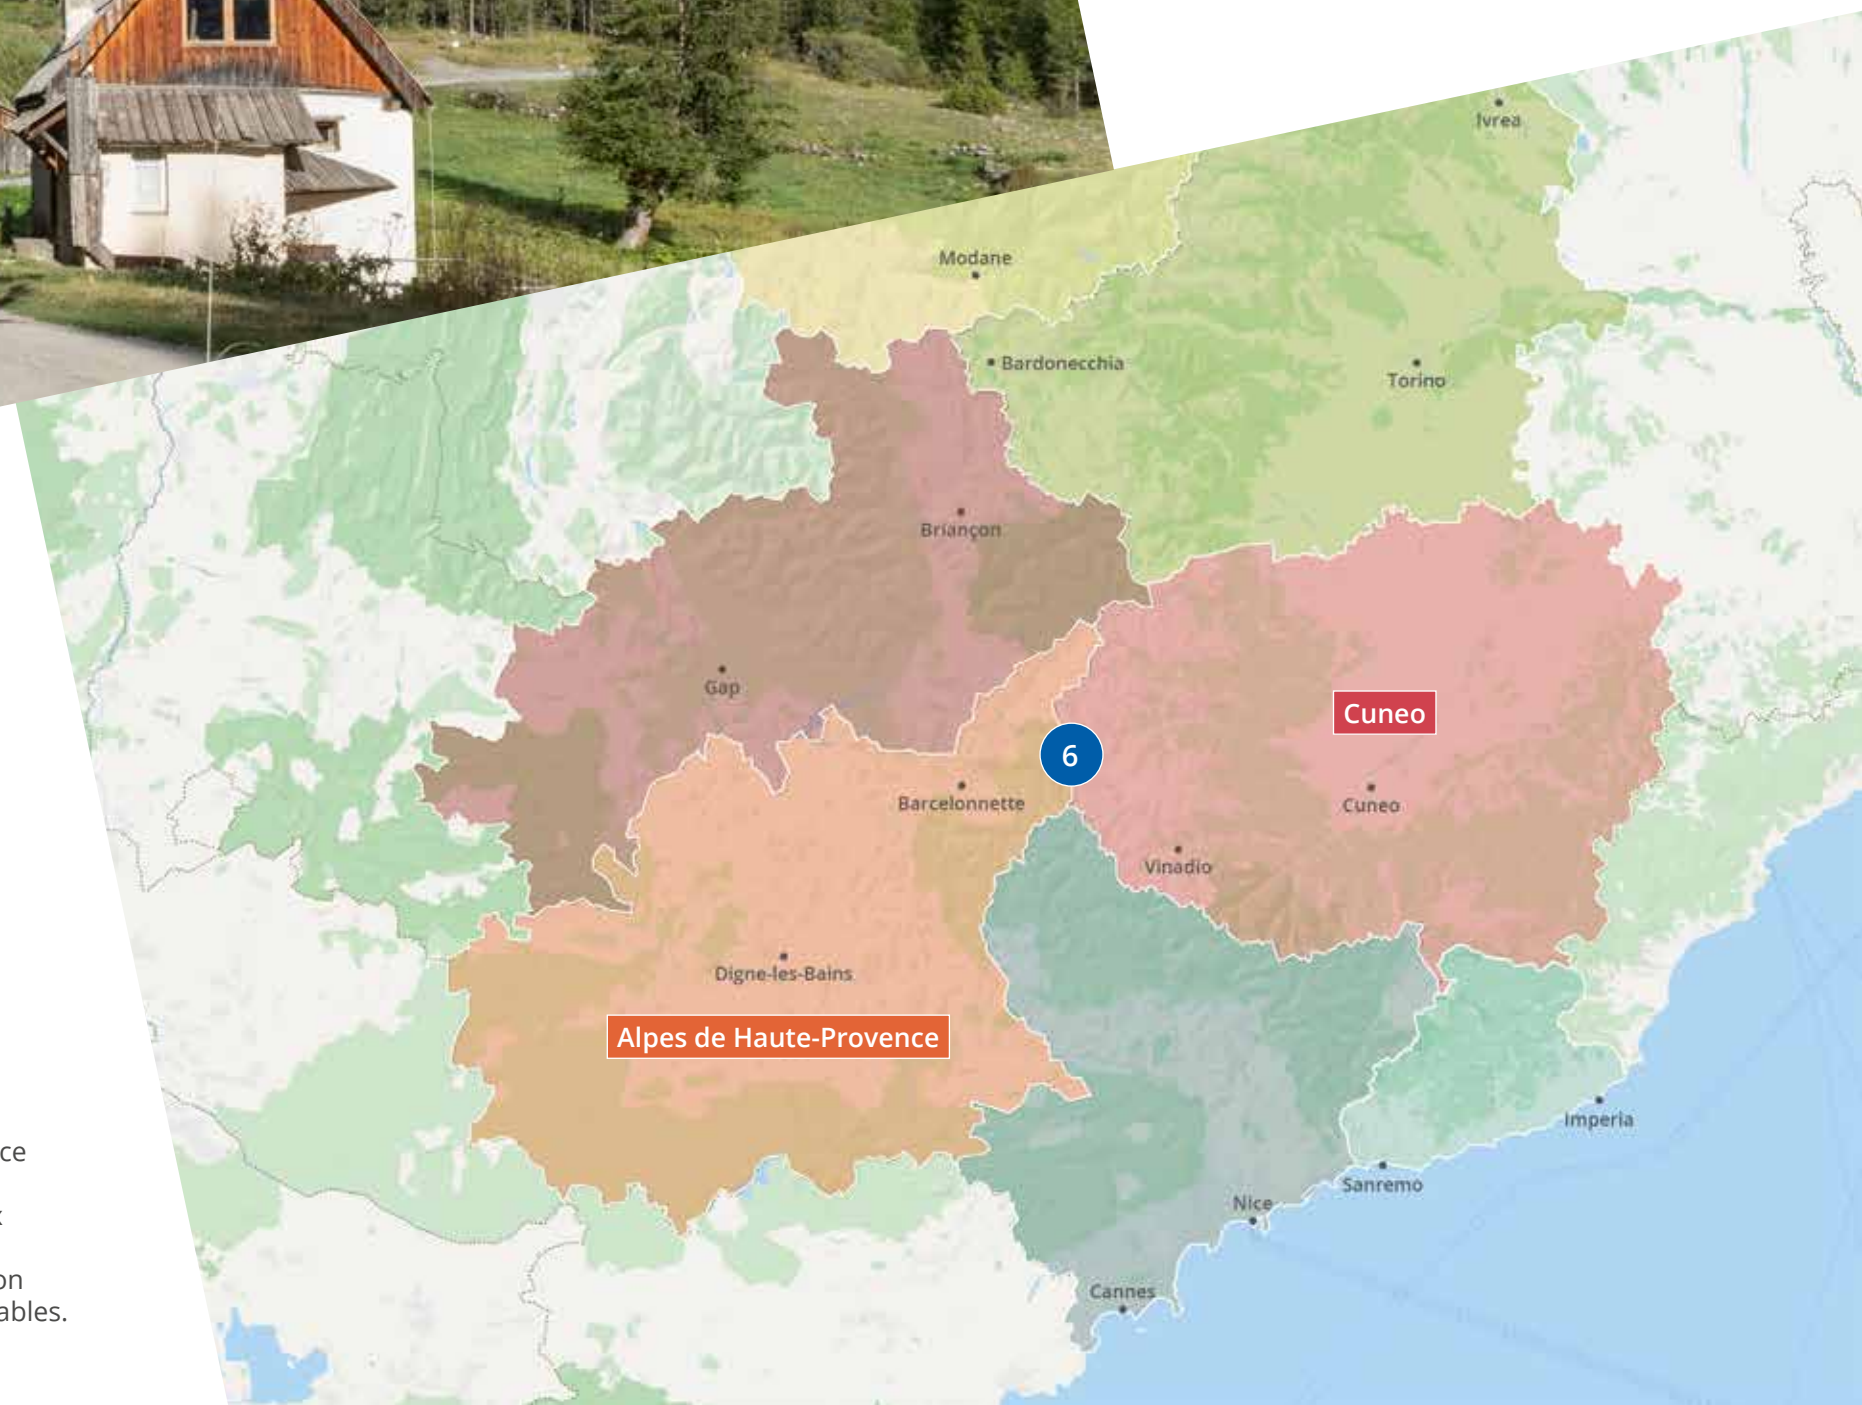 Ivrea
Modane
Bardonecchia
Torino
Briançon
Gap
Cuneo
6
Barcelonnette
Cuneo
Vinadio
Digne-les-Bains
Alpes de Haute-Provence
Imperia
ce
Sanremo
Nice
x
on
Cannes
ables.